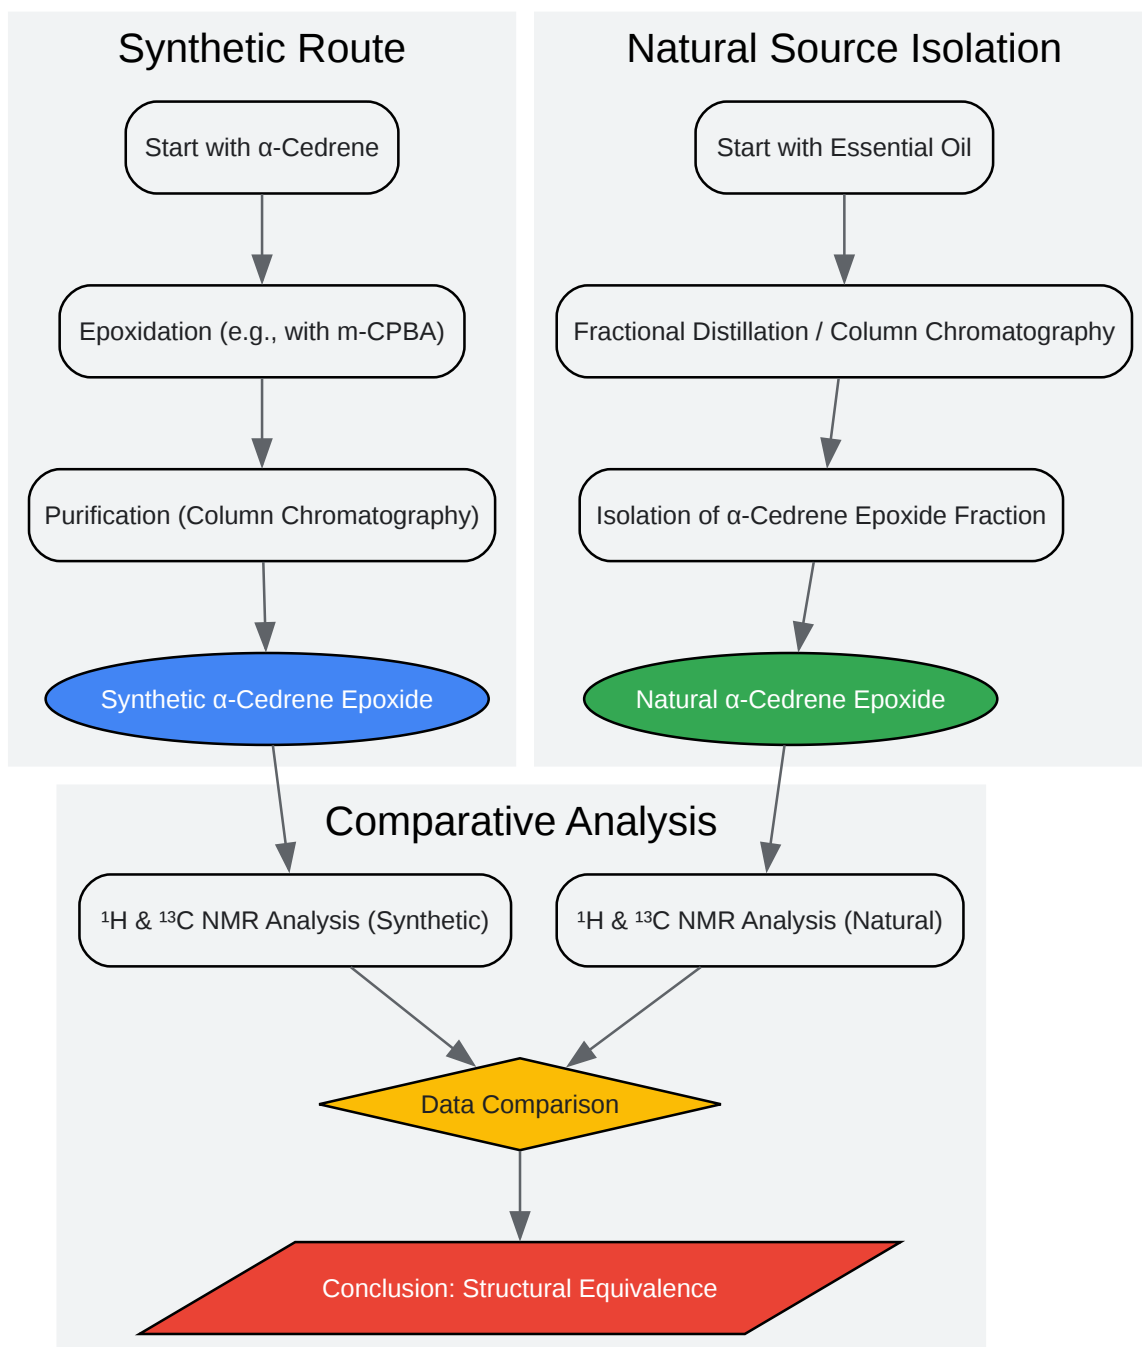 Synthetic Route
Start with α-Cedrene
Epoxidation (e.g., with m-CPBA)
Purification (Column Chromatography)
Synthetic α-Cedrene Epoxide
Natural Source Isolation
Start with Essential Oil
Fractional Distillation / Column Chromatography
Isolation of α-Cedrene Epoxide Fraction
Natural α-Cedrene Epoxide
Comparative Analysis
¹H & ¹³C NMR Analysis (Synthetic)
¹H & ¹³C NMR Analysis (Natural)
Data Comparison
Conclusion: Structural Equivalence